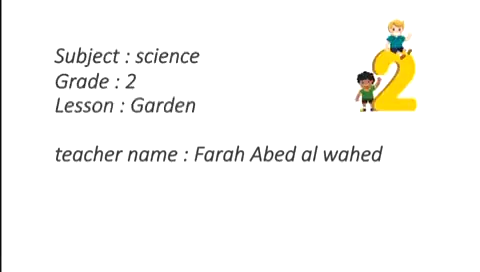 Subject : science
Grade : 2
Lesson : Garden
teacher name : Farah Abed al wahed
2